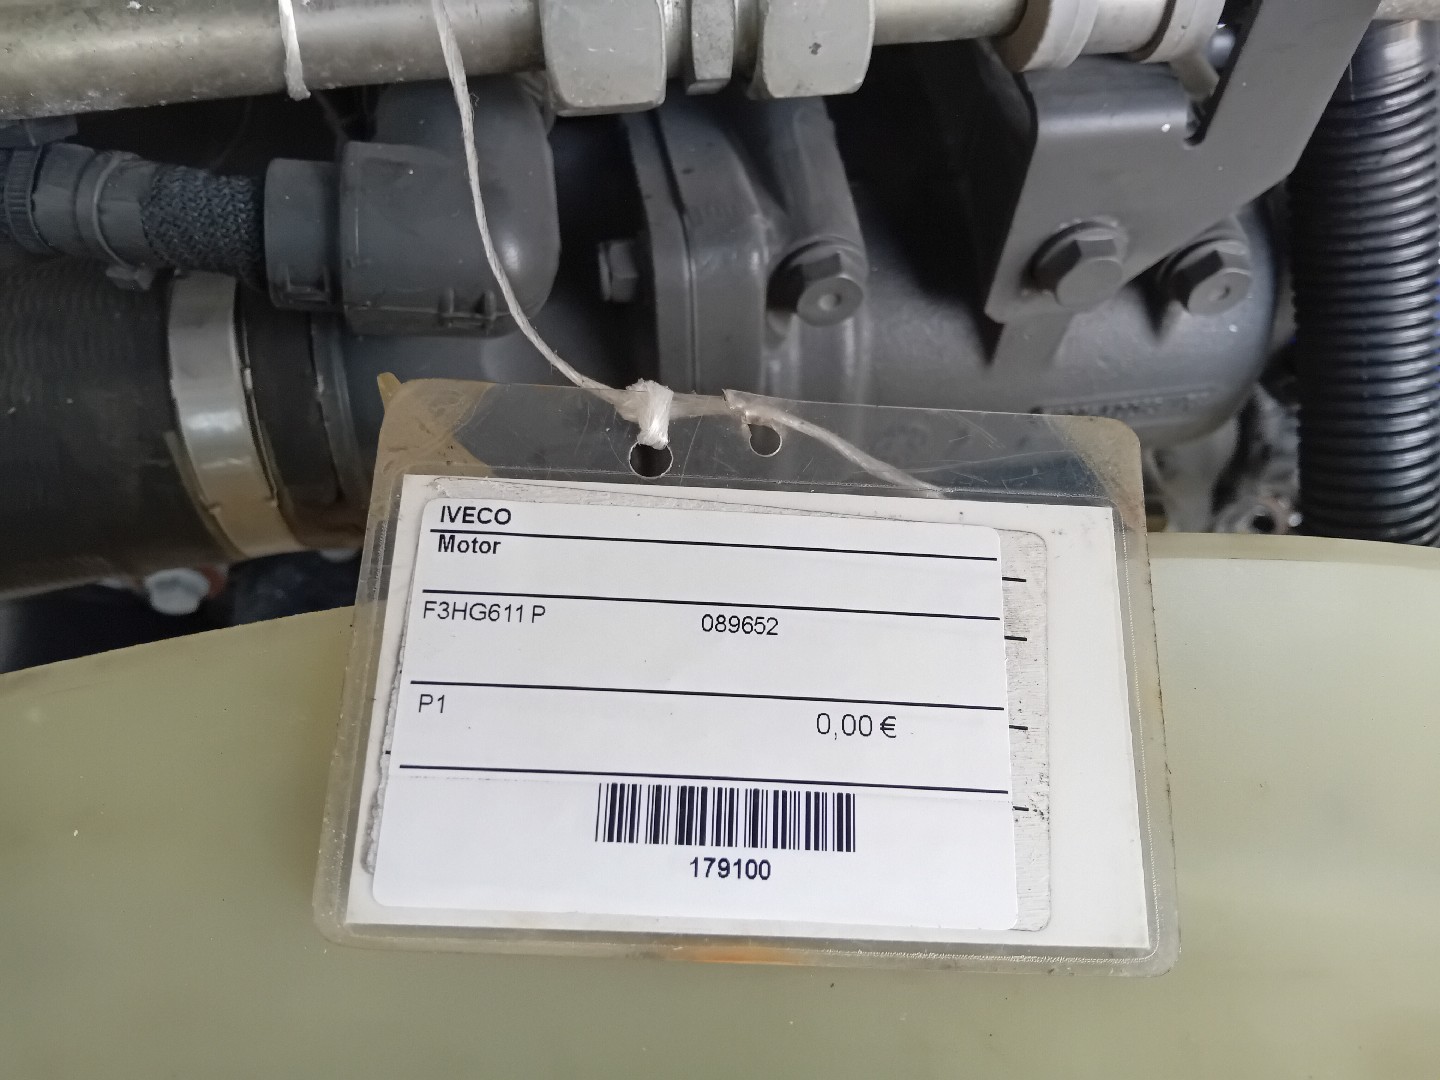 IVECO
Motor
F3HG611 P 089652
P1 0,00 €
179100